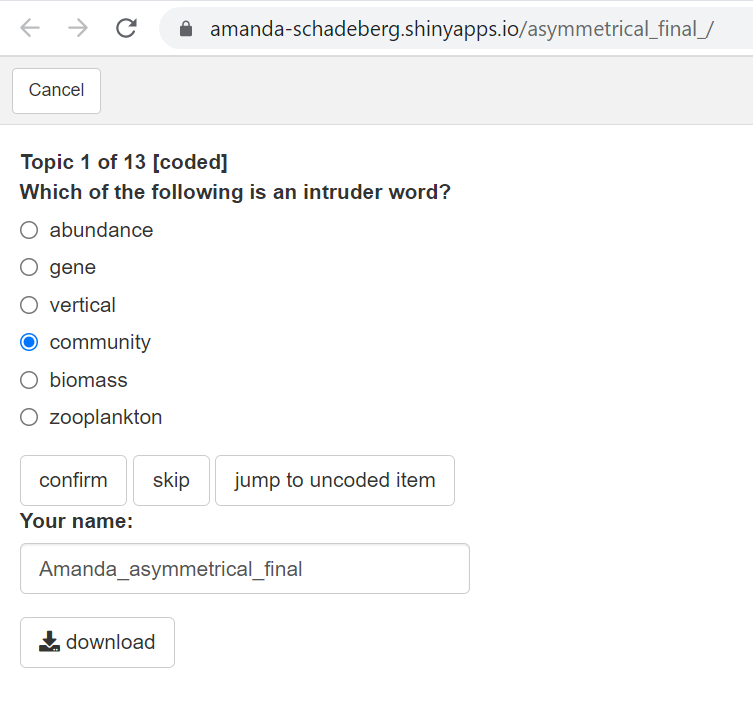 amanda-schadeberg.shinyapps.io/asymmetrical_final_/
Cancel
Topic 1 of 13 [coded]
Which of the following is an intruder word?
abundance
gene
vertical
community
biomass
zooplankton
confirm skip jump to uncoded item
Your name:
Amanda_asymmetrical_final
download